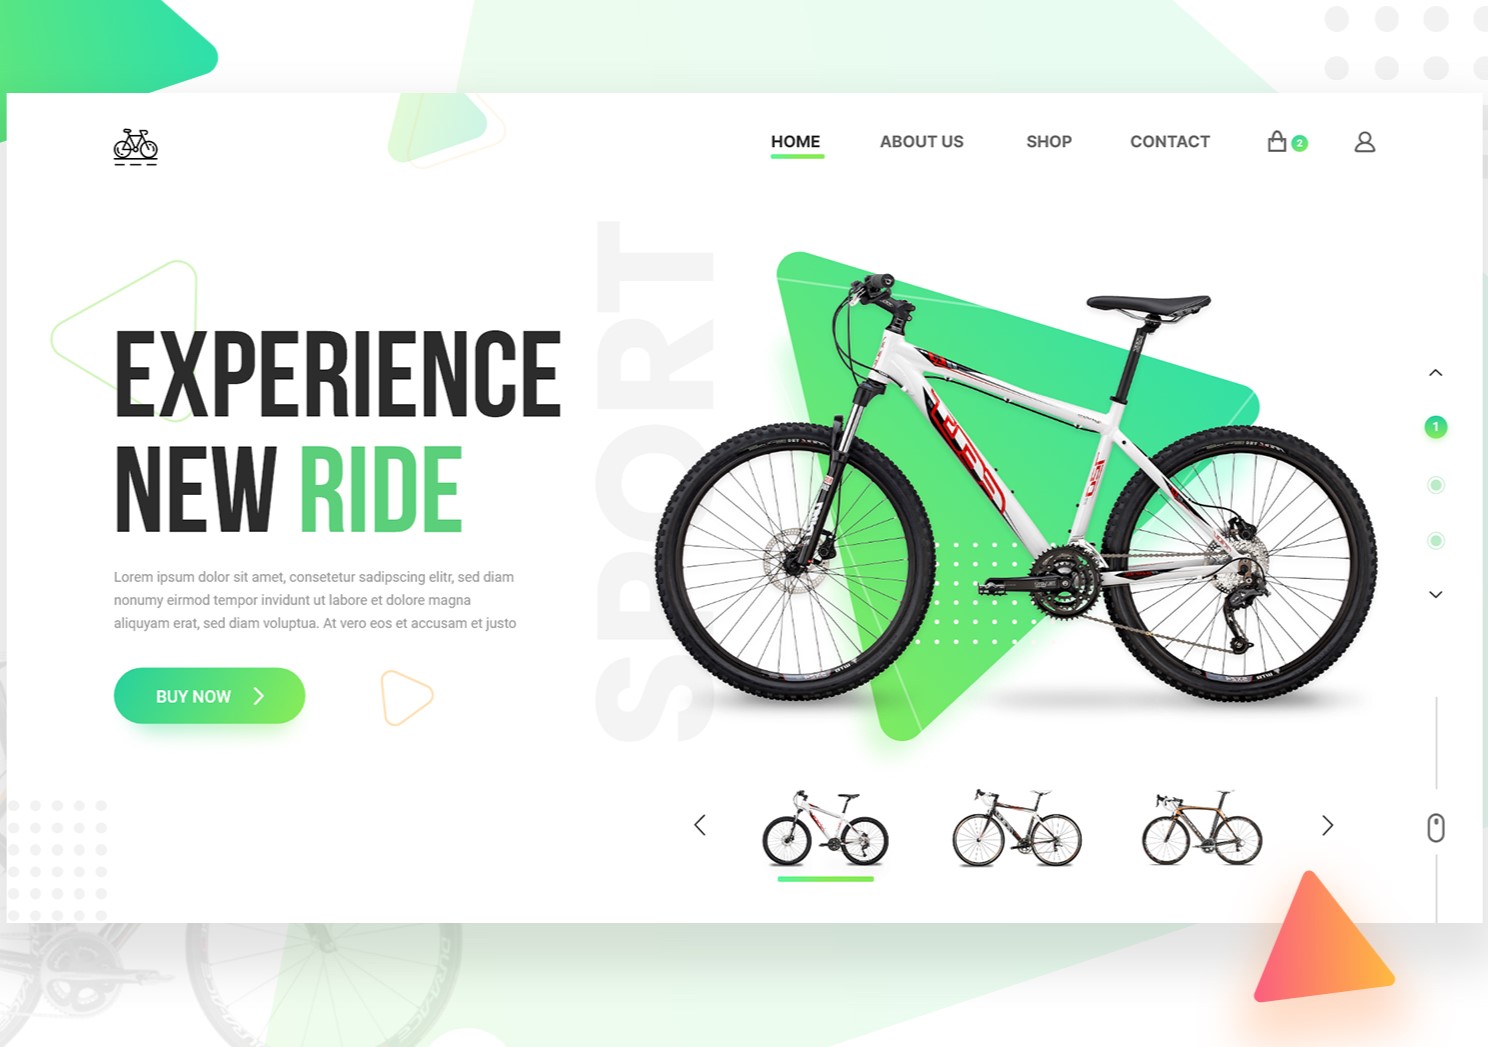 HOME
ABOUT US
SHOP
CONTACT
2
SPORT
EXPERIENCE
NEW RIDE
1
Lorem ipsum dolor sit amet, consetetur sadipscing elitr, sed diam
nonumy eirmod tempor invidunt ut labore et dolore magna
aliquyam erat, sed diam voluptua. At vero eos et accusam et justo
BUY NOW